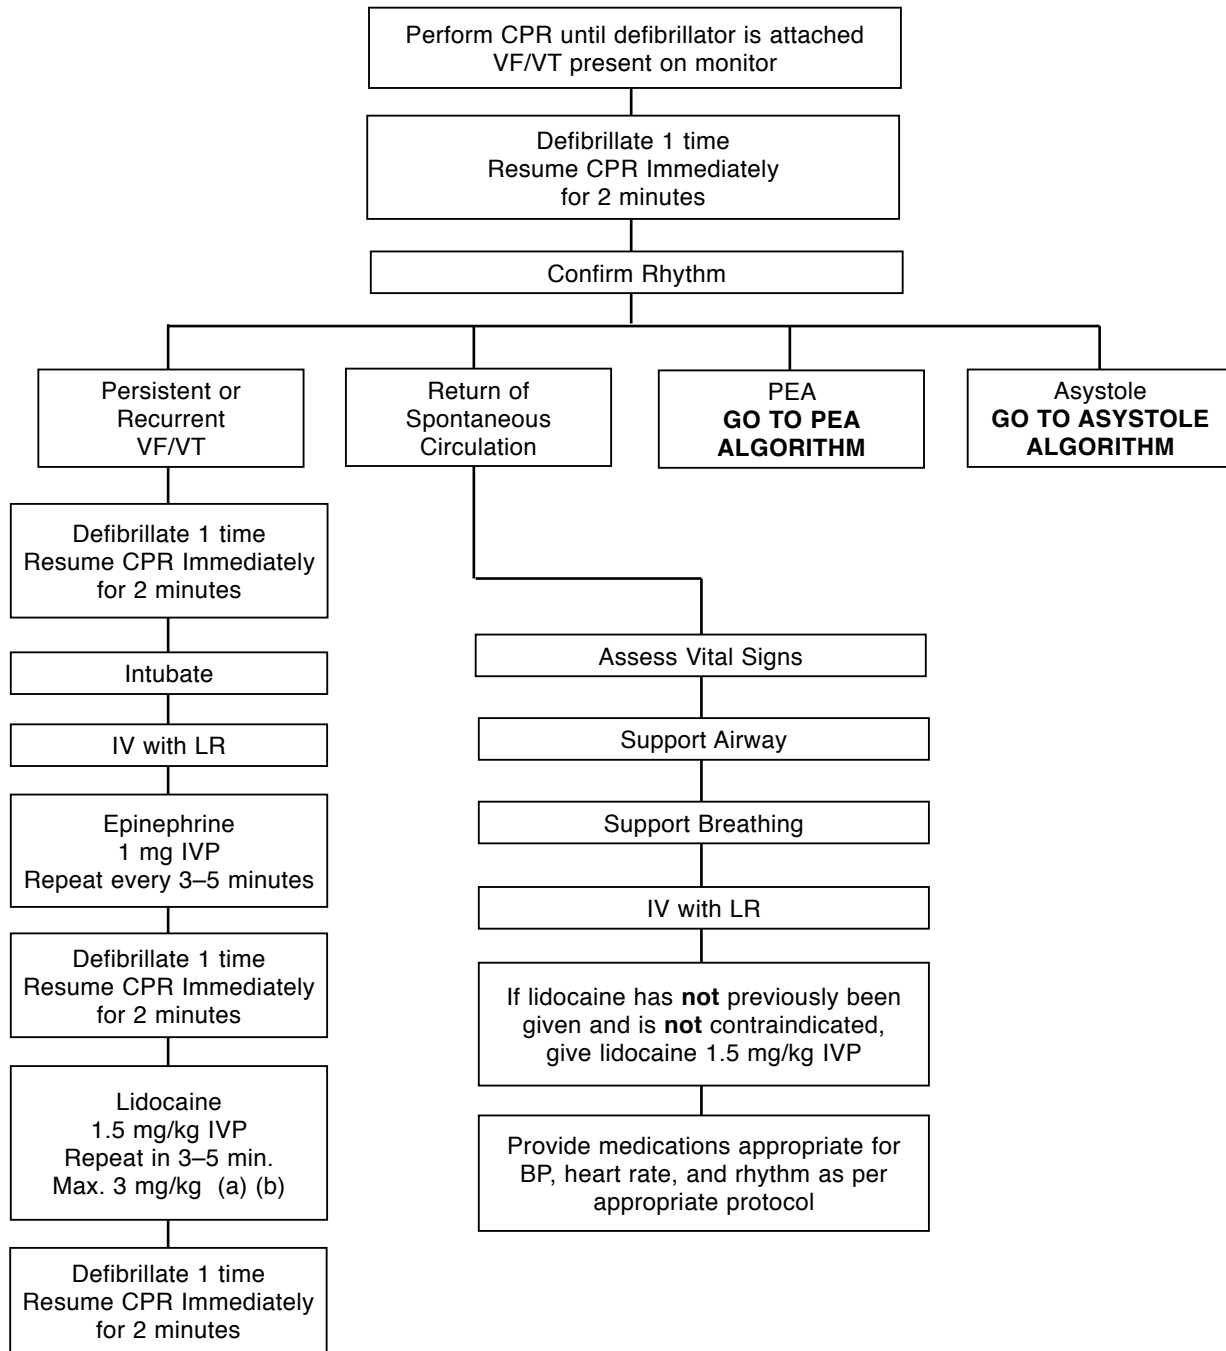 Perform CPR until defibrillator is attached
VF/VT present on monitor
Defibrillate 1 time
Resume CPR Immediately
for 2 minutes
Confirm Rhythm
Persistent or
Recurrent
VF/VT
Return of
Spontaneous
Circulation
PEA
GO TO PEA
ALGORITHM
Asystole
GO TO ASYSTOLE
ALGORITHM
Defibrillate 1 time
Resume CPR Immediately
for 2 minutes
Intubate
IV with LR
Epinephrine
1 mg IVP
Repeat every 3–5 minutes
Defibrillate 1 time
Resume CPR Immediately
for 2 minutes
Lidocaine
1.5 mg/kg IVP
Repeat in 3–5 min.
Max. 3 mg/kg (a) (b)
Defibrillate 1 time
Resume CPR Immediately
for 2 minutes
Assess Vital Signs
Support Airway
Support Breathing
IV with LR
If lidocaine has not previously been
given and is not contraindicated,
give lidocaine 1.5 mg/kg IVP
Provide medications appropriate for
BP, heart rate, and rhythm as per
appropriate protocol